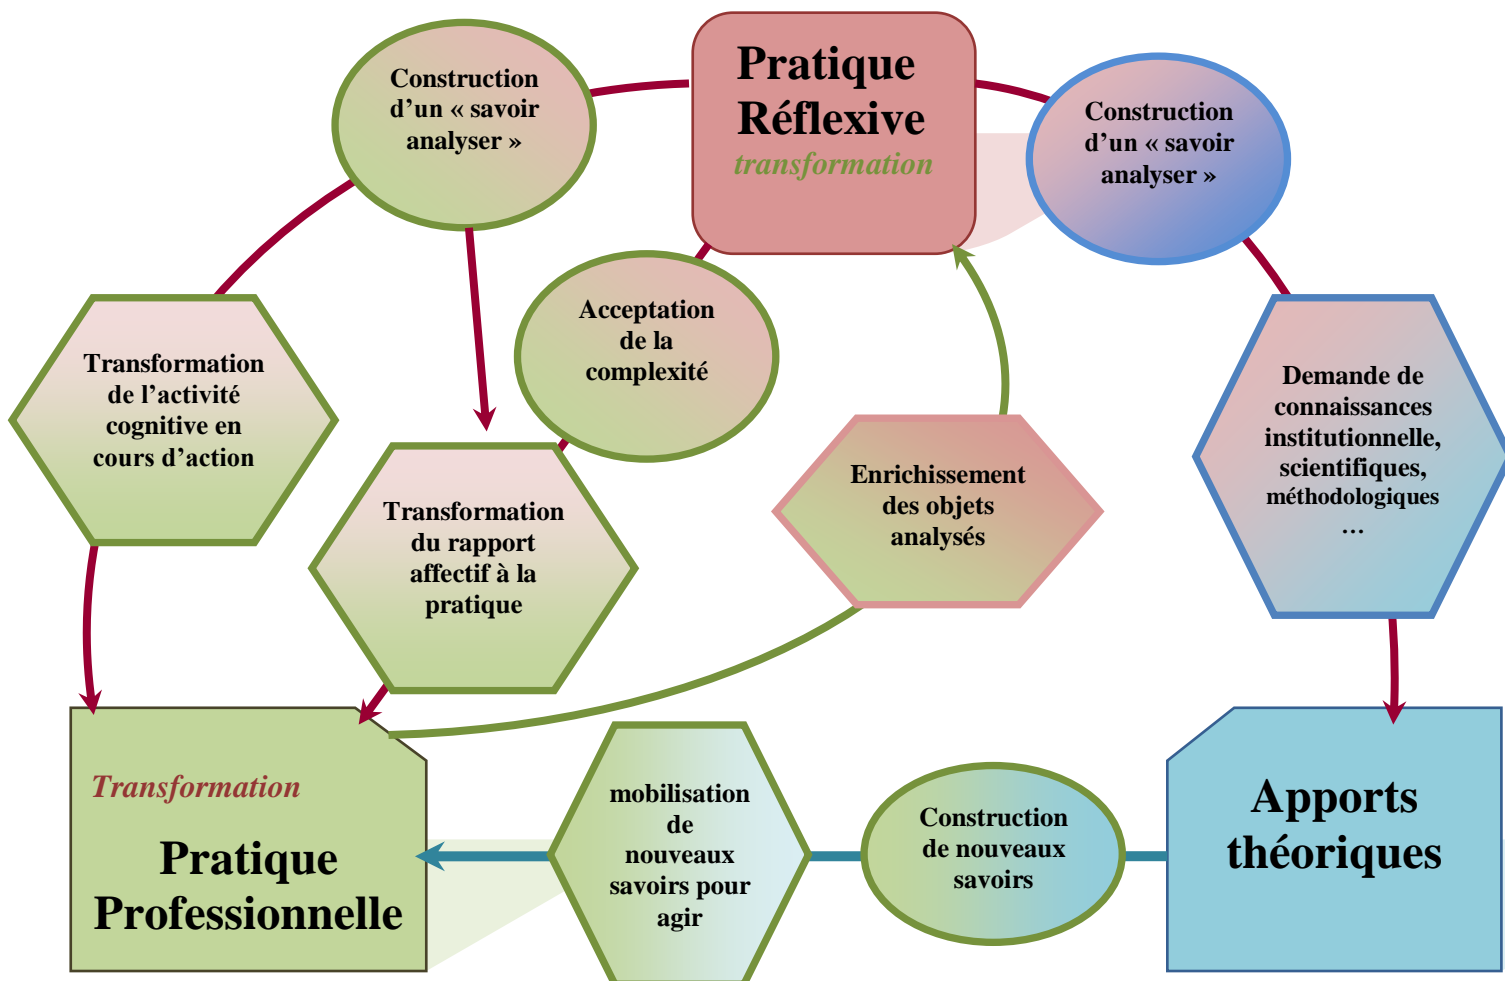 Pratique
Réflexive
transformation
Construction
d’un « savoir
analyser »
Construction
d’un « savoir
analyser »
Acceptation
de la
complexité
Transformation
de l’activité
cognitive en
cours d’action
Demande de
connaissances
institutionnelle,
scientifiques,
méthodologiques
…
Enrichissement
des objets
analysés
Transformation
du rapport
affectif à la
pratique
Transformation
Pratique
Professionnelle
mobilisation
de
nouveaux
savoirs pour
agir
Construction
de nouveaux
savoirs
Apports
théoriques